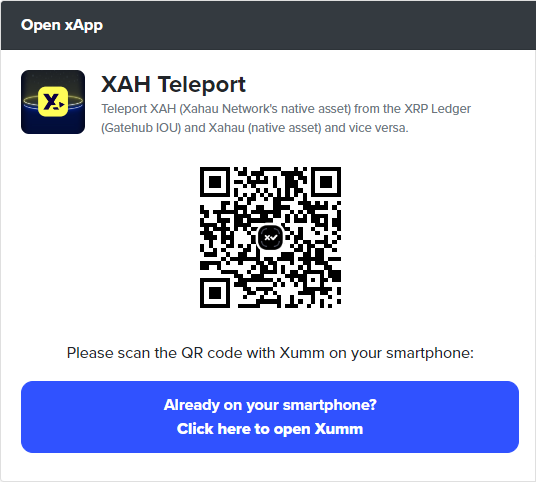 Open xApp
XAH Teleport
Teleport XAH (Xahau Network's native asset) from the XRP Ledger
(Gatehub IOU) and Xahau (native asset) and vice versa.
Please scan the QR code with Xumm on your smartphone:
Already on your smartphone?
Click here to open Xumm